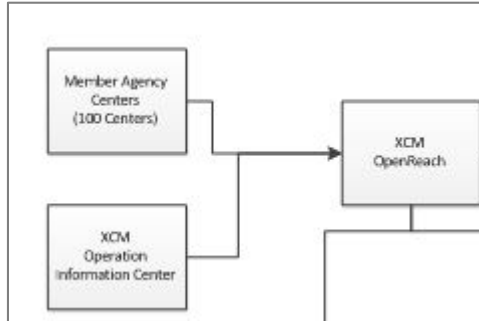 Member Agency
Centers
(100 Centers)
XCM
OpenReach
XCM
Operation
Information Center